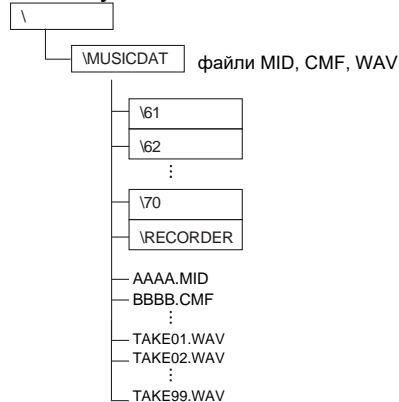 \
\MUSICDAT файли MID, CMF, WAV
\61
\62
⋮
\70
\RECORDER
AAAA.MID
BBBB.CMF
⋮
TAKE01.WAV
TAKE02.WAV
⋮
TAKE99.WAV